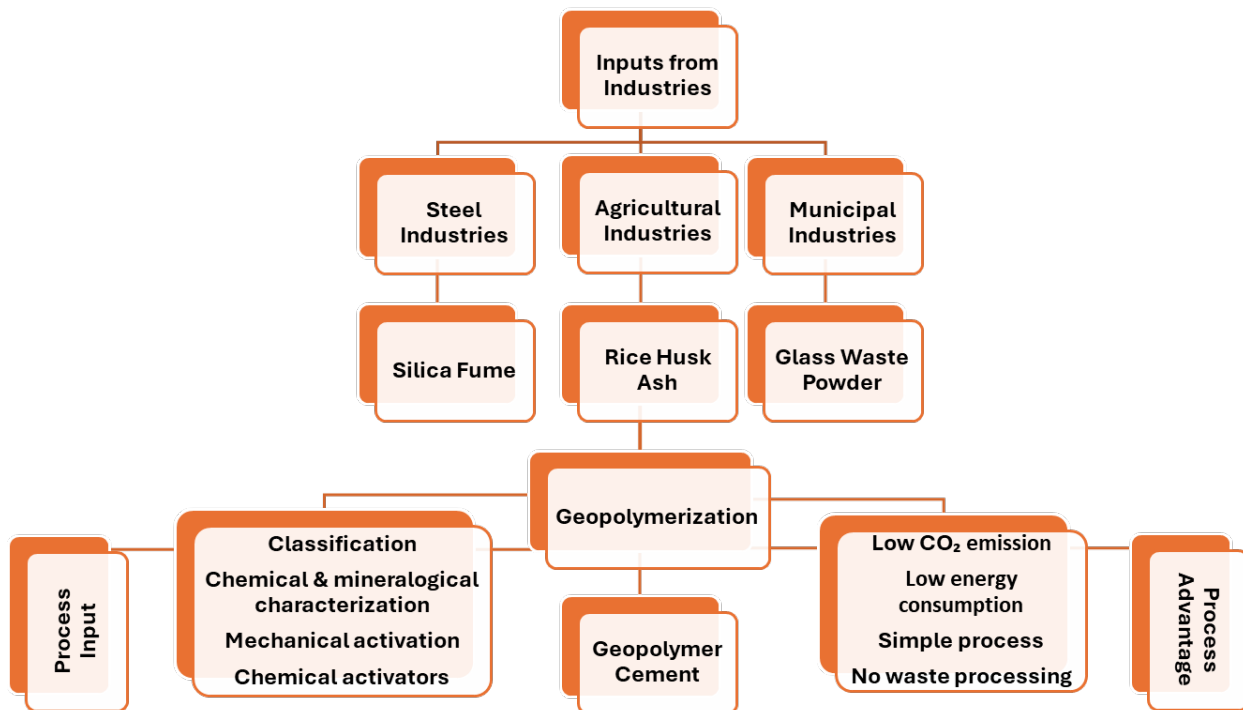 Inputs from
Industries
Steel
Industries
Agricultural
Industries
Municipal
Industries
Silica Fume
Rice Husk
Ash
Glass Waste
Powder
Geopolymerization
Process
Input
Classification
Chemical & mineralogical
characterization
Mechanical activation
Chemical activators
Geopolymer
Cement
Low CO₂ emission
Low energy
consumption
Simple process
No waste processing
Process
Advantage